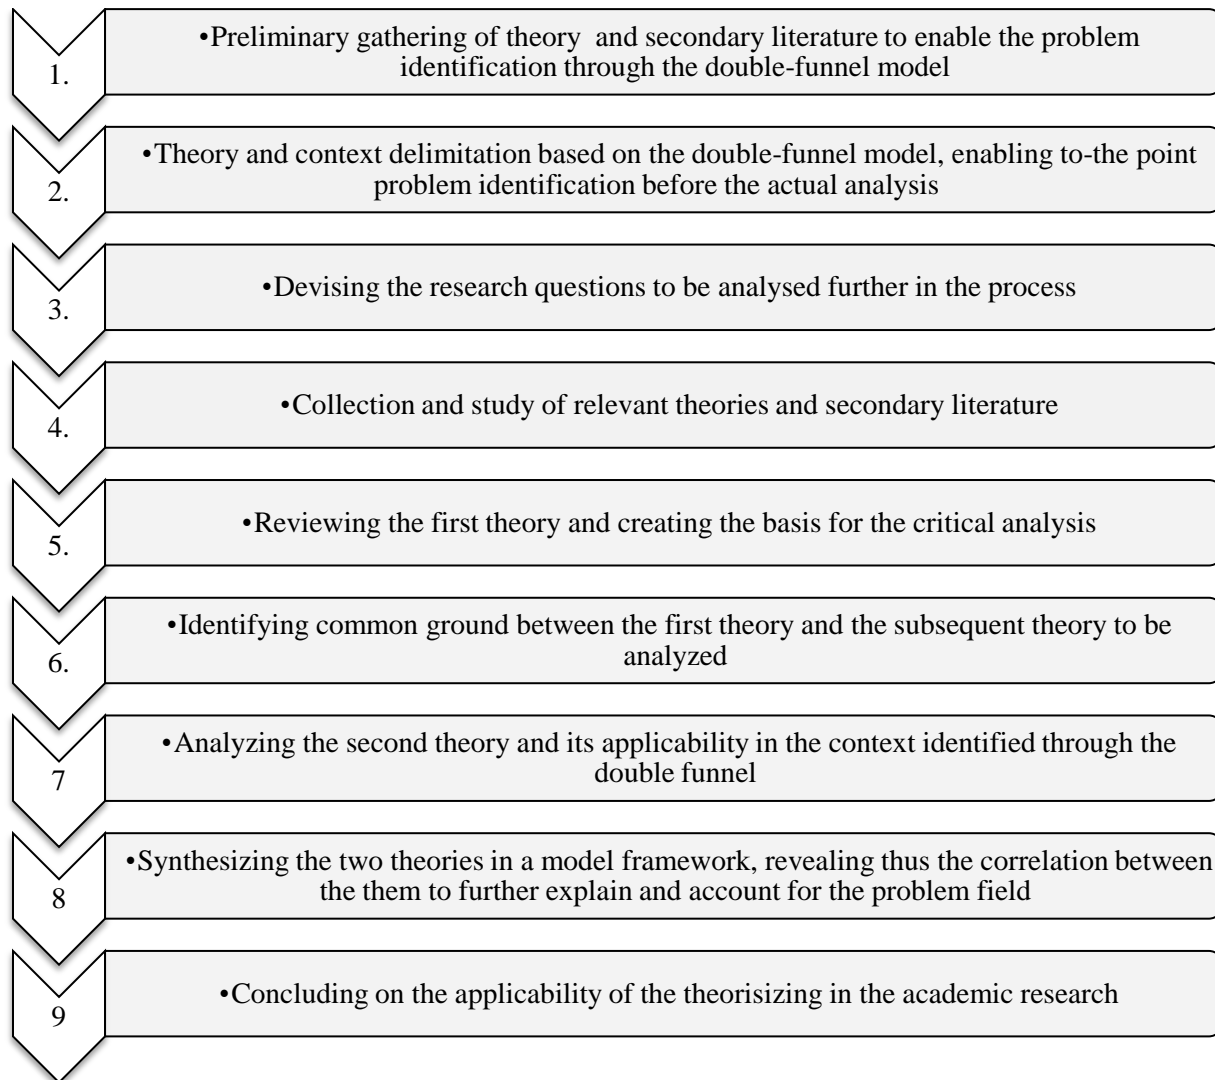 1.
•Preliminary gathering of theory and secondary literature to enable the problem
identification through the double-funnel model
2.
•Theory and context delimitation based on the double-funnel model, enabling to-the point
problem identification before the actual analysis
3.
•Devising the research questions to be analysed further in the process
4.
•Collection and study of relevant theories and secondary literature
5.
•Reviewing the first theory and creating the basis for the critical analysis
6.
•Identifying common ground between the first theory and the subsequent theory to be
analyzed
7
•Analyzing the second theory and its applicability in the context identified through the
double funnel
8
•Synthesizing the two theories in a model framework, revealing thus the correlation between
the them to further explain and account for the problem field
9
•Concluding on the applicability of the theorisizing in the academic research